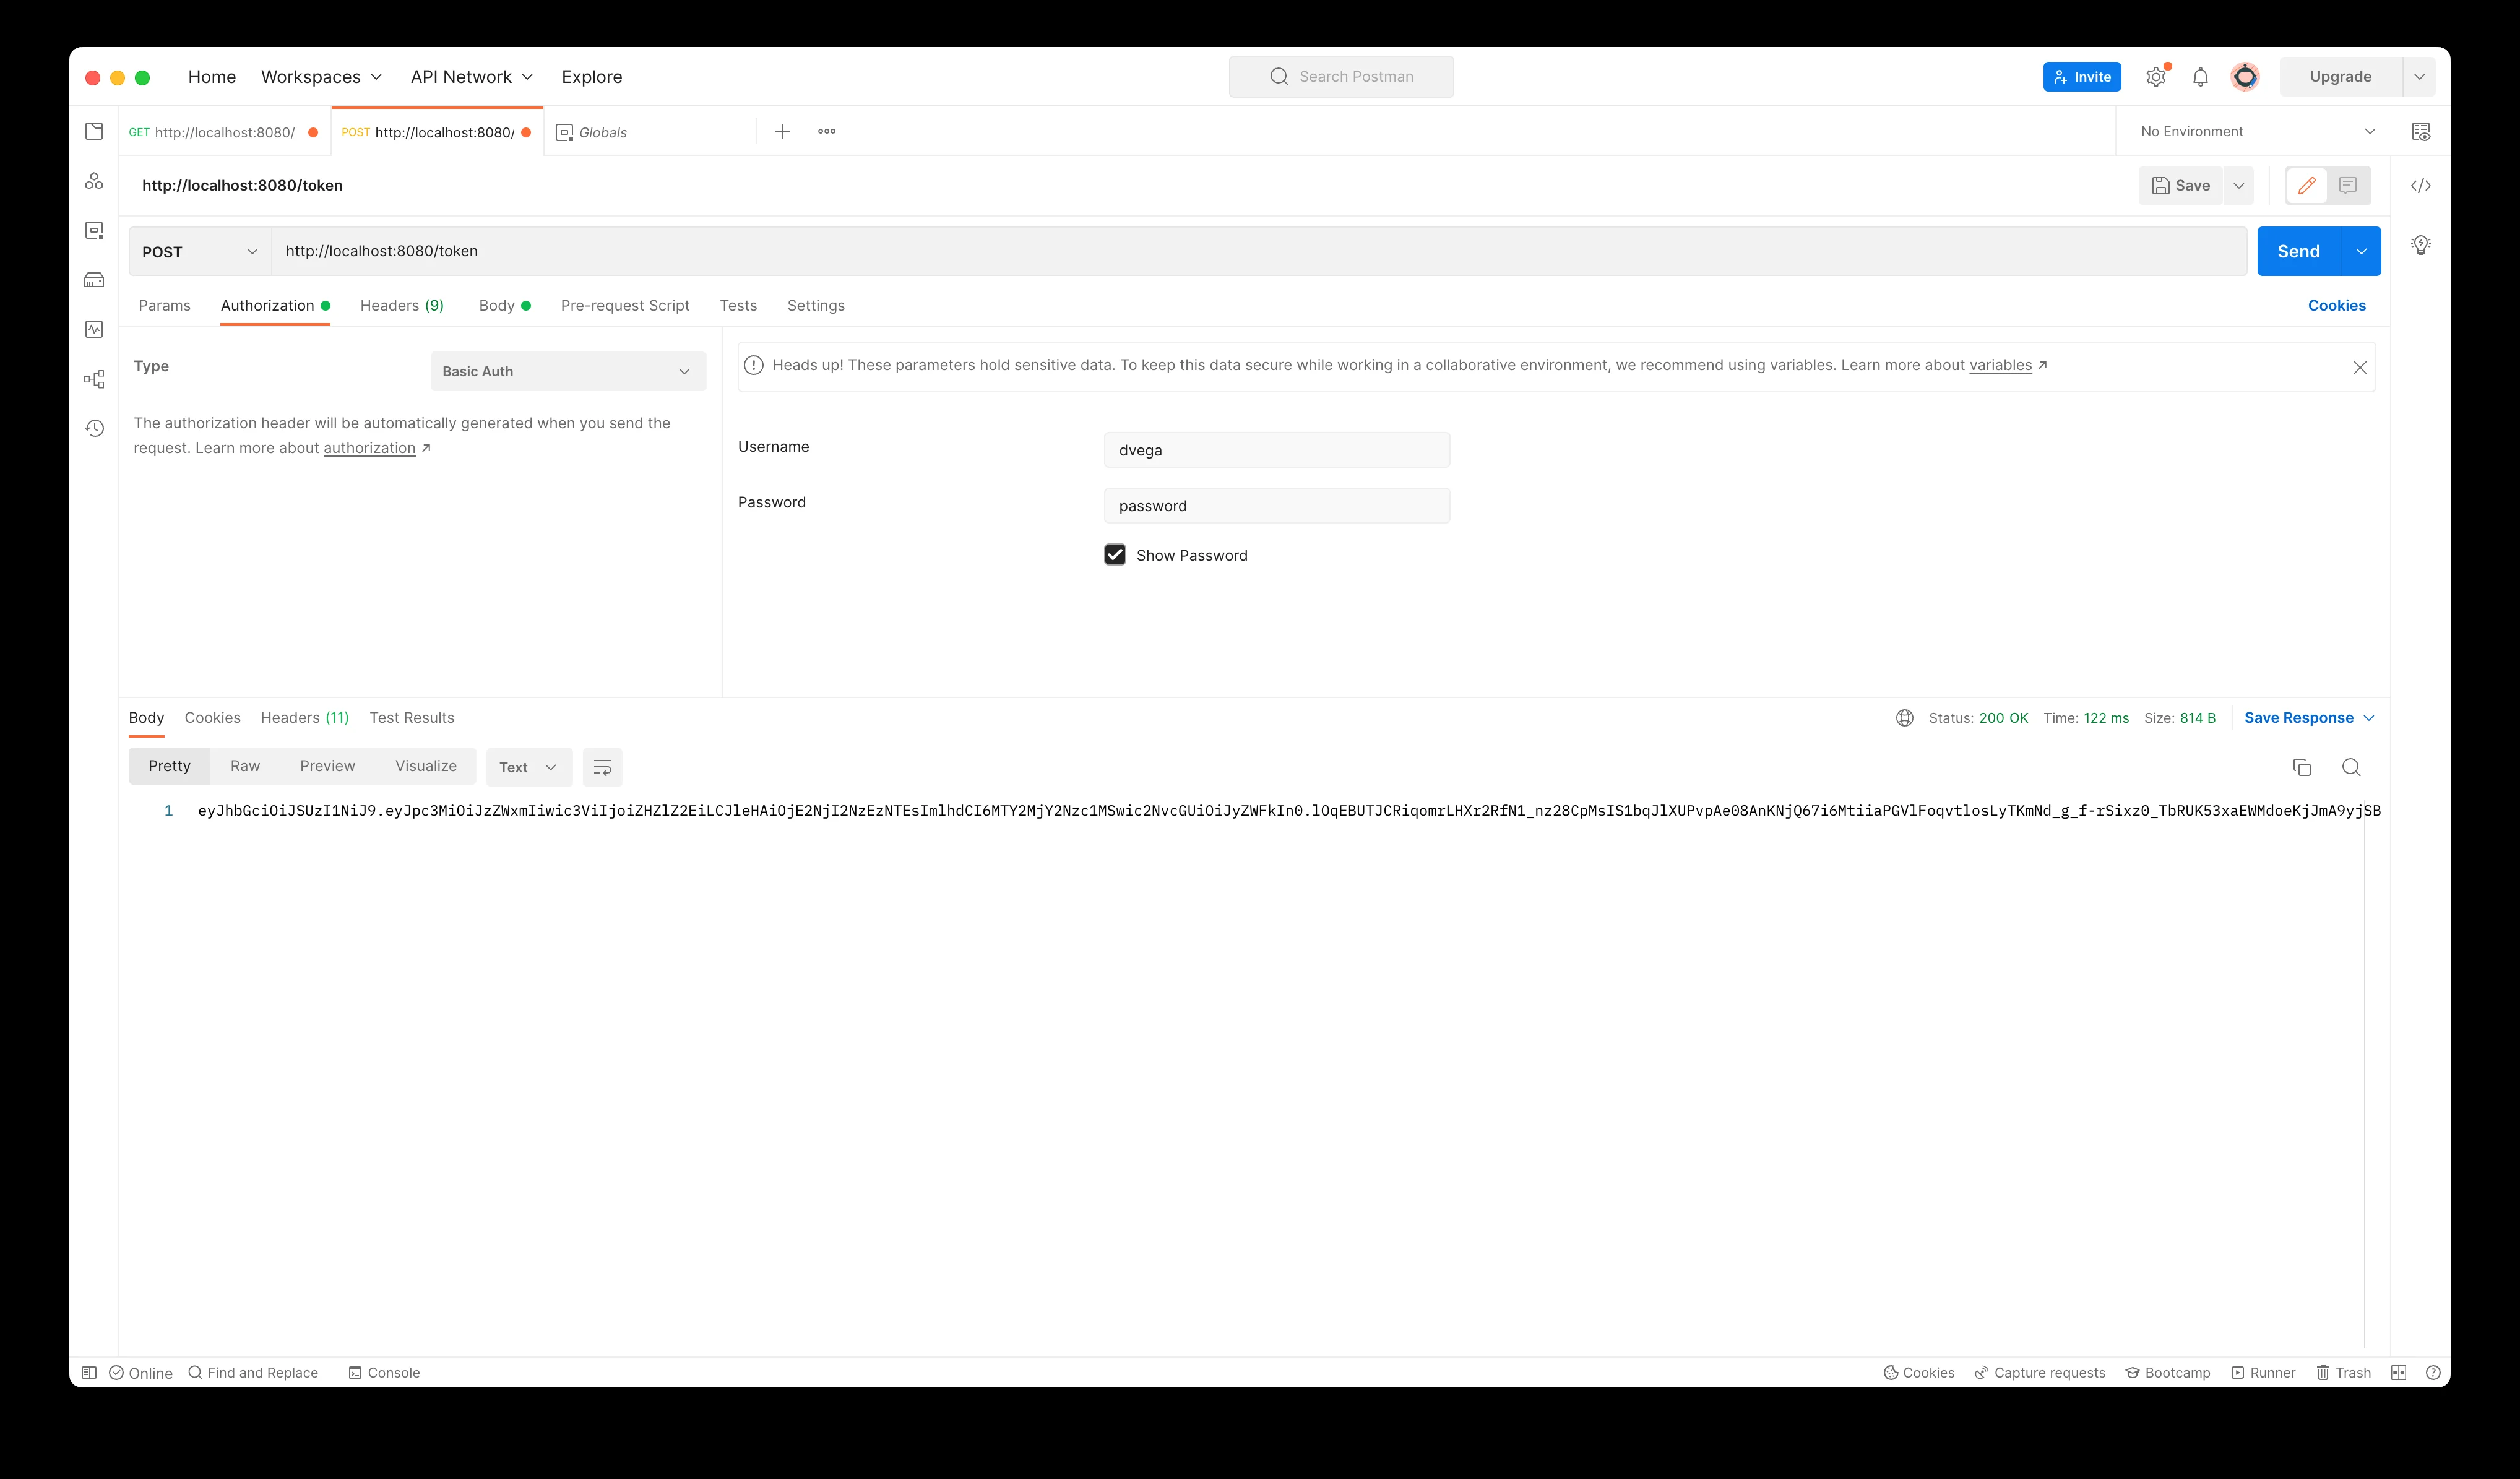 Home Workspaces API Network Explore Search Postman Invite Upgrade
GET http://localhost:8080/ POST http://localhost:8080/ Globals No Environment
http://localhost:8080/token Save
POST http://localhost:8080/token Send
Params Authorization Headers (9) Body Pre-request Script Tests Settings Cookies
Type Basic Auth
Heads up! These parameters hold sensitive data. To keep this data secure while working in a collaborative environment, we recommend using variables. Learn more about variables ↗
The authorization header will be automatically generated when you send the
request. Learn more about authorization ↗
Username dvega
Password password
Show Password
Body Cookies Headers (11) Test Results Status: 200 OK Time: 122 ms Size: 814 B Save Response
Pretty Raw Preview Visualize Text
1 eyJhbGciOiJSUzI1NiJ9.eyJpc3MiOiJzZWxmIiwic3ViIjoiZHZlZ2EiLCJleHAiOjE2NjI2NzEzNTEsImlhdCI6MTY2MjY2Nzc1MSwic2NvcGUiOiJyZWFkIn0.lOqEBUTJCRiqomrLHXr2RfN1_nz28CpMsIS1bqJlXUPvpAe08AnKNjQ67i6MtiiaPGVlFoqvtlosLyTKmNd_g_f-rSixz0_TbRUK53xaEWMdoeKjJmA9yjSB
Online Find and Replace Console Cookies Capture requests Bootcamp Runner Trash